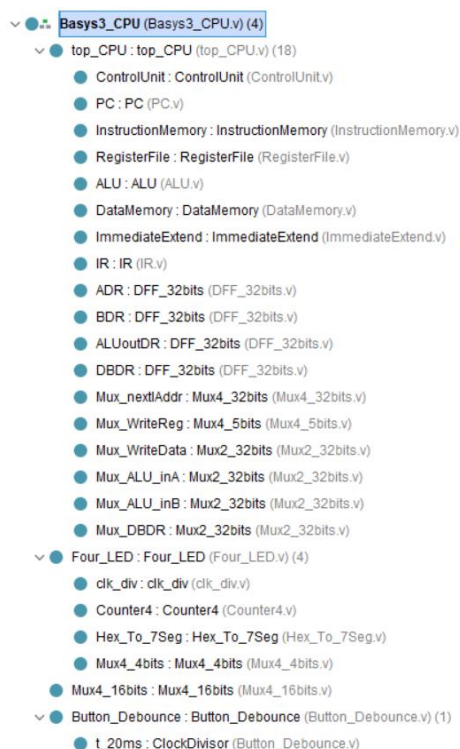 Basys3_CPU (Basys3_CPU.v) (4)
top_CPU : top_CPU (top_CPU.v) (18)
ControlUnit : ControlUnit (ControlUnit.v)
PC : PC (PC.v)
InstructionMemory : InstructionMemory (InstructionMemory.v)
RegisterFile : RegisterFile (RegisterFile.v)
ALU : ALU (ALU.v)
DataMemory : DataMemory (DataMemory.v)
ImmediateExtend : ImmediateExtend (ImmediateExtend.v)
IR : IR (IR.v)
ADR : DFF_32bits (DFF_32bits.v)
BDR : DFF_32bits (DFF_32bits.v)
ALUoutDR : DFF_32bits (DFF_32bits.v)
DBDR : DFF_32bits (DFF_32bits.v)
Mux_nextIAddr : Mux4_32bits (Mux4_32bits.v)
Mux_WriteReg : Mux4_5bits (Mux4_5bits.v)
Mux_WriteData : Mux2_32bits (Mux2_32bits.v)
Mux_ALU_inA : Mux2_32bits (Mux2_32bits.v)
Mux_ALU_inB : Mux2_32bits (Mux2_32bits.v)
Mux_DBDR : Mux2_32bits (Mux2_32bits.v)
Four_LED : Four_LED (Four_LED.v) (4)
clk_div : clk_div (clk_div.v)
Counter4 : Counter4 (Counter4.v)
Hex_To_7Seg : Hex_To_7Seg (Hex_To_7Seg.v)
Mux4_4bits : Mux4_4bits (Mux4_4bits.v)
Mux4_16bits : Mux4_16bits (Mux4_16bits.v)
Button_Debounce : Button_Debounce (Button_Debounce.v) (1)
t_20ms : ClockDivisor (Button_Debounce.v)